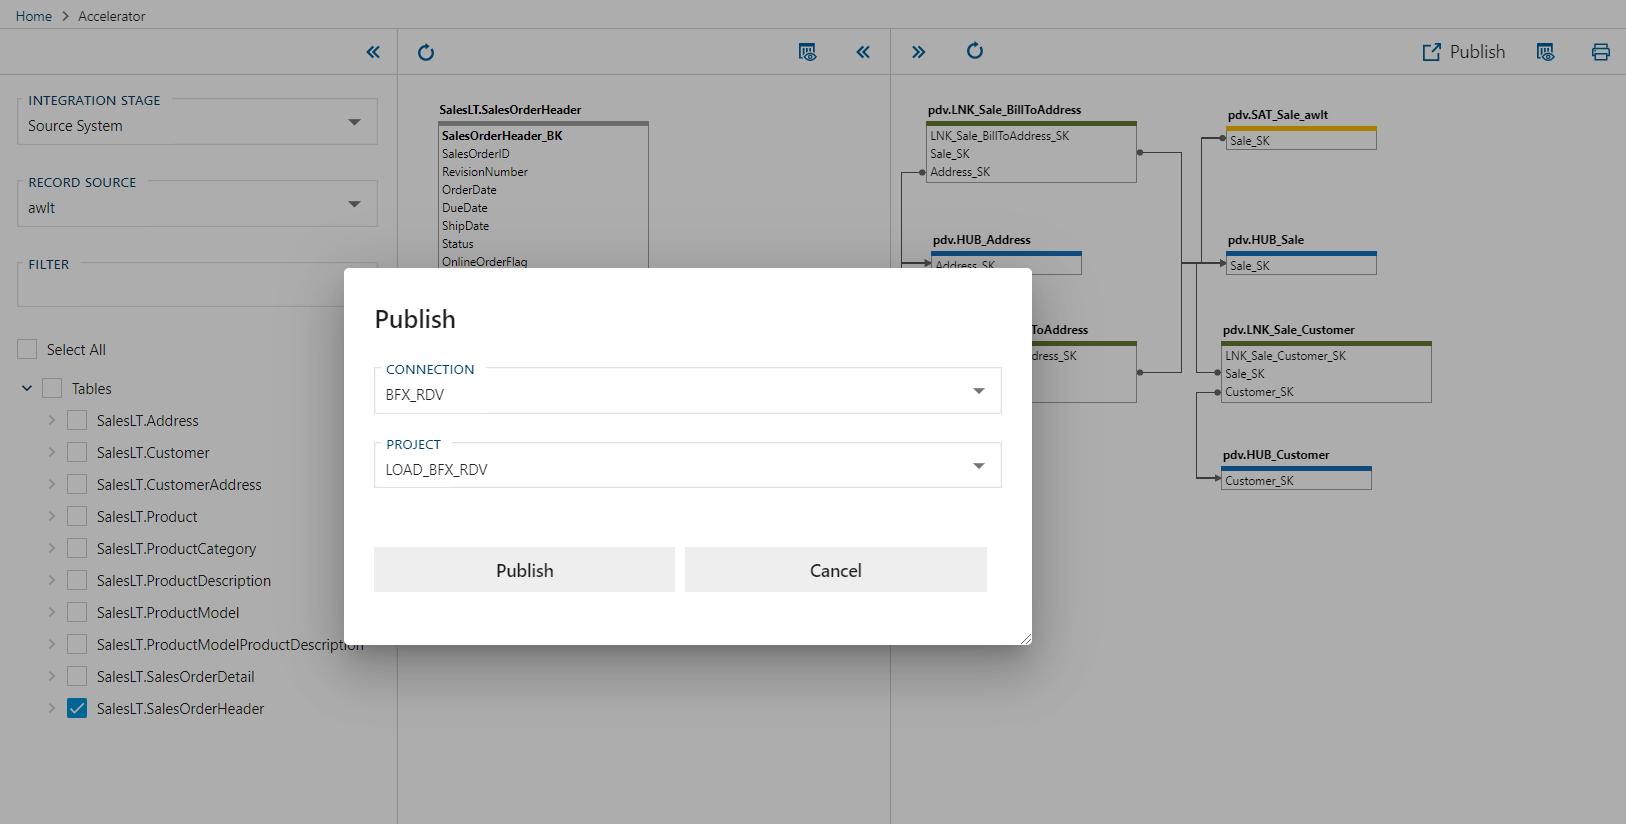 Home > Accelerator
Publish
INTEGRATION STAGE
Source System
RECORD SOURCE
awlt
FILTER
Select All
Tables
SalesLT.Address
SalesLT.Customer
SalesLT.CustomerAddress
SalesLT.Product
SalesLT.ProductCategory
SalesLT.ProductDescription
SalesLT.ProductModel
SalesLT.ProductModelProductDescription
SalesLT.SalesOrderDetail
SalesLT.SalesOrderHeader
SalesLT.SalesOrderHeader
SalesOrderHeader_BK
SalesOrderID
RevisionNumber
OrderDate
DueDate
ShipDate
Status
OnlineOrderFlag
pdv.LNK_Sale_BillToAddress
LNK_Sale_BillToAddress_SK
Sale_SK
Address_SK
pdv.SAT_Sale_awlt
Sale_SK
pdv.HUB_Address
Address_SK
pdv.HUB_Sale
Sale_SK
ToAddress
dress_SK
pdv.LNK_Sale_Customer
LNK_Sale_Customer_SK
Sale_SK
Customer_SK
pdv.HUB_Customer
Customer_SK
Publish
CONNECTION
BFX_RDV
PROJECT
LOAD_BFX_RDV
Publish
Cancel